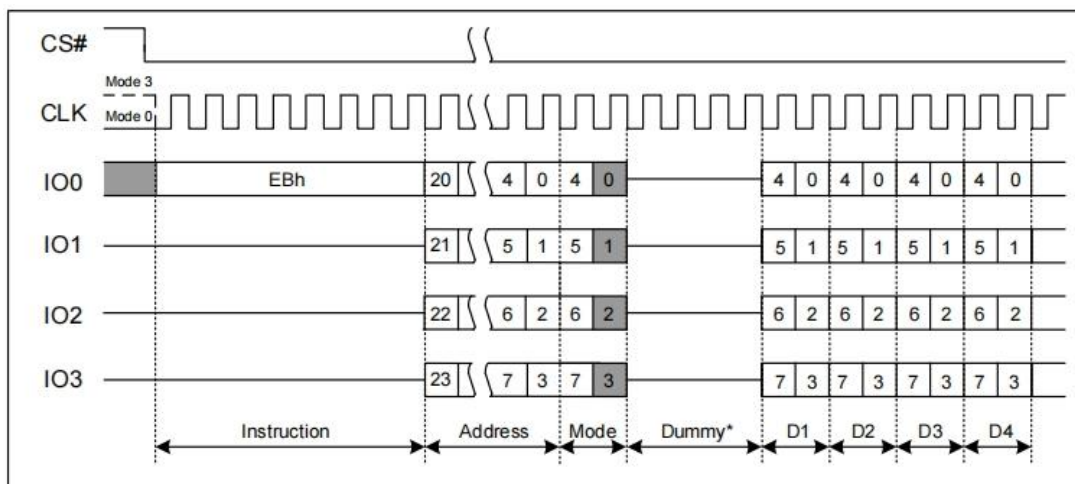 CS#
Mode 3
CLK Mode 0
IO0 EBh 20 4 0 4 0 4 0 4 0 4 0 4 0
IO1 21 5 1 5 1 5 1 5 1 5 1 5 1
IO2 22 6 2 6 2 6 2 6 2 6 2 6 2
IO3 23 7 3 7 3 7 3 7 3 7 3 7 3
Instruction Address Mode Dummy* D1 D2 D3 D4